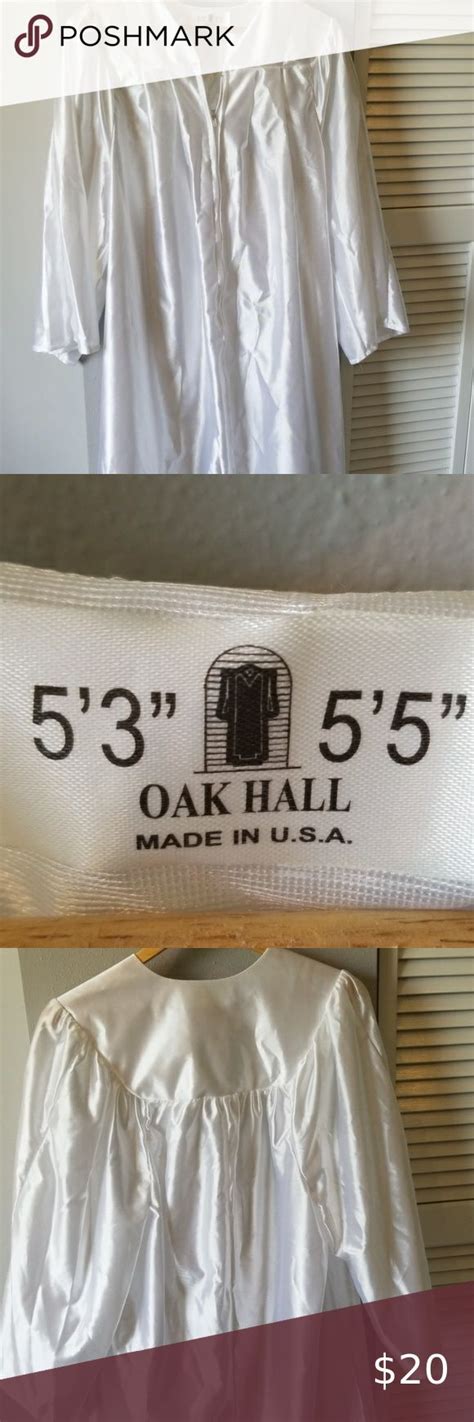 POSHMARK
5'3" 5'5"
OAK HALL
MADE IN U.S.A.
$20